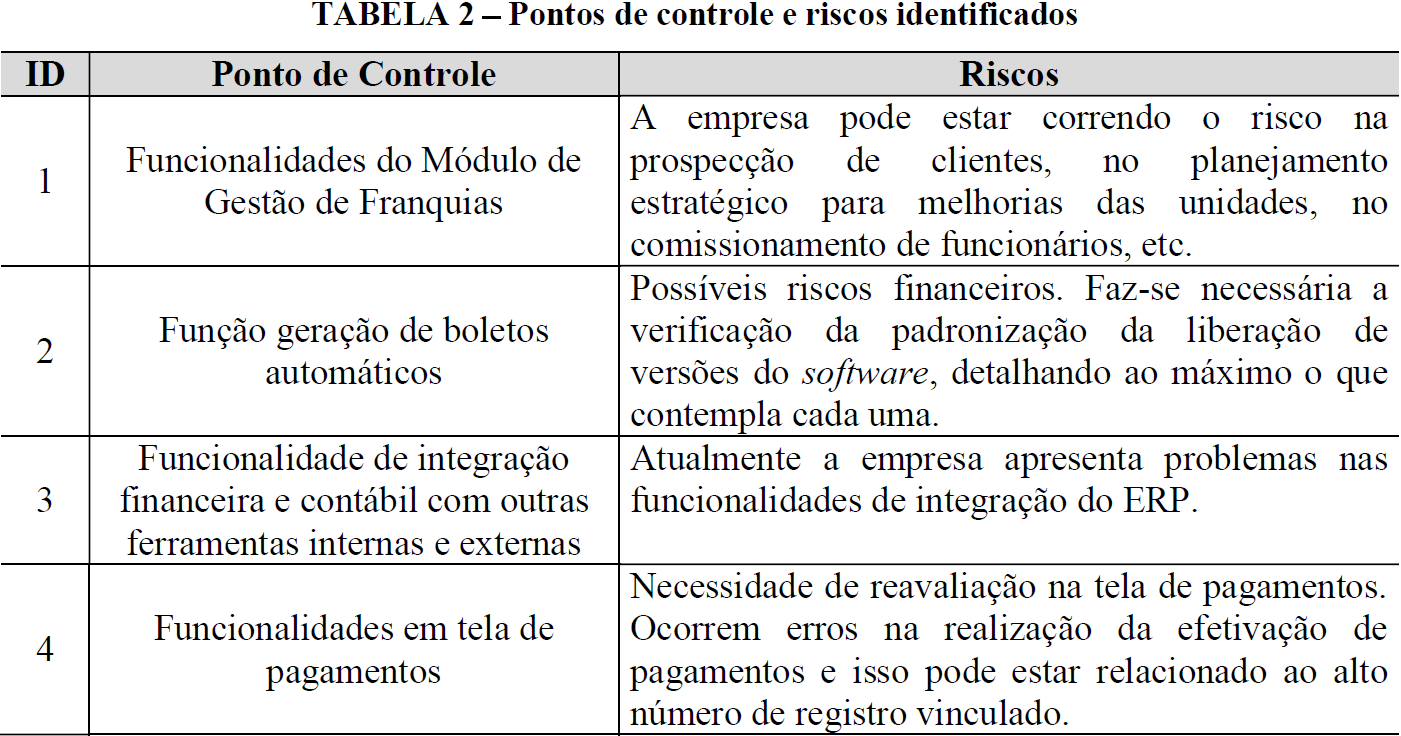 TABELA 2 – Pontos de controle e riscos identificados
ID Ponto de Controle Riscos
1
Funcionalidades do Módulo de
Gestão de Franquias
A empresa pode estar correndo o risco na
prospecção de clientes, no planejamento
estratégico para melhorias das unidades, no
comissionamento de funcionários, etc.
2
Função geração de boletos
automáticos
Possíveis riscos financeiros. Faz-se necessária a
verificação da padronização da liberação de
versões do software, detalhando ao máximo o que
contempla cada uma.
3
Funcionalidade de integração
financeira e contábil com outras
ferramentas internas e externas
Atualmente a empresa apresenta problemas nas
funcionalidades de integração do ERP.
4
Funcionalidades em tela de
pagamentos
Necessidade de reavaliação na tela de pagamentos.
Ocorrem erros na realização da efetivação de
pagamentos e isso pode estar relacionado ao alto
número de registro vinculado.